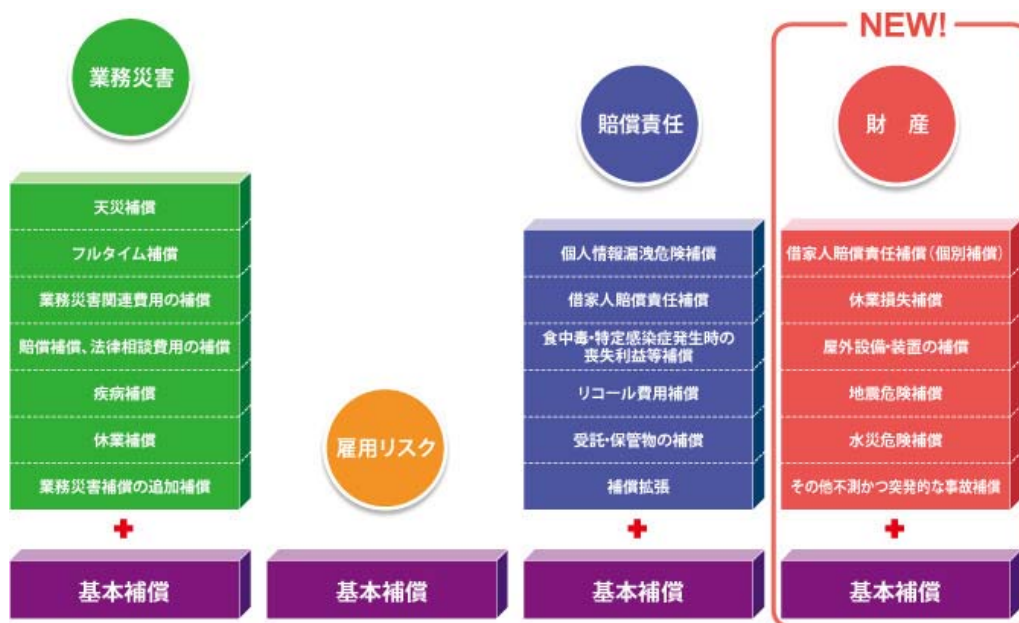 NEW!
業務災害
天災補償
フルタイム補償
業務災害関連費用の補償
賠償補償、法律相談費用の補償
疾病補償
休業補償
業務災害補償の追加補償
+
基本補償
雇用リスク
基本補償
賠償責任
個人情報漏洩危険補償
借家人賠償責任補償
食中毒・特定感染症発生時の
喪失利益等補償
リコール費用補償
受託・保管物の補償
補償拡張
+
基本補償
財 産
借家人賠償責任補償(個別補償)
休業損失補償
屋外設備・装置の補償
地震危険補償
水災危険補償
その他不測かつ突発的な事故補償
+
基本補償